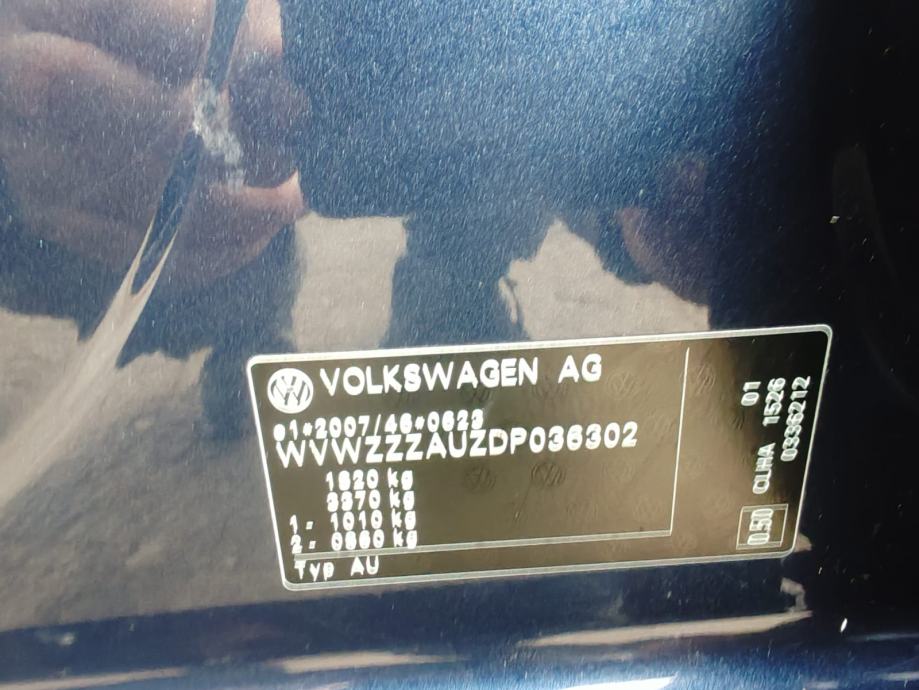 VOLKSWAGEN AG
e1*2007/46*0623
WVWZZZAUZDP036302
1820 kg
3370 kg
1- 1010 kg
2- 0860 kg
Typ AU
01
1526
0336212
CLHA
0.50